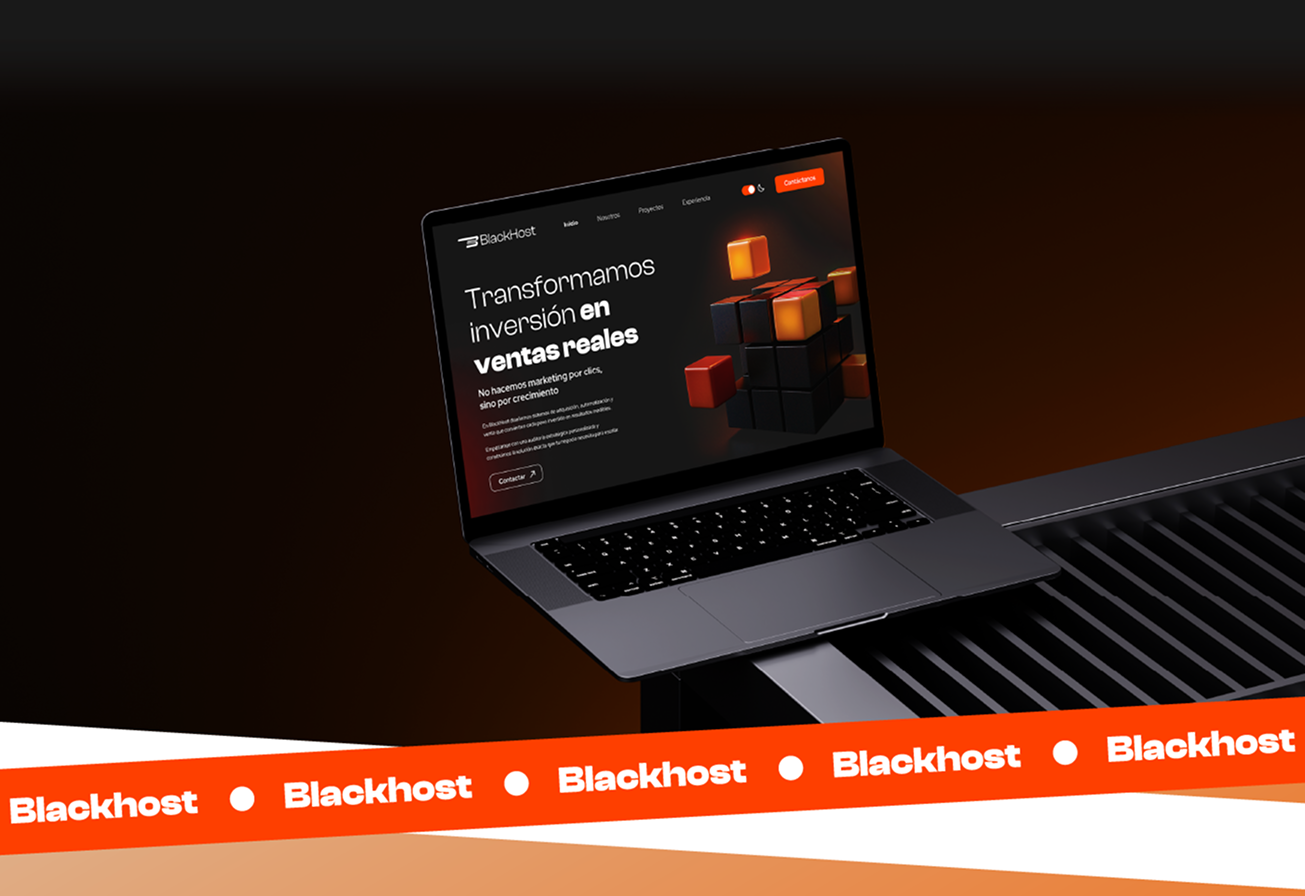 BlackHost
Inicio Nosotros Proyectos Experiencia
Contáctanos
Transformamos
inversión en
ventas reales
No hacemos marketing por clics,
sino por crecimiento
Contactar
Blackhost Blackhost Blackhost Blackhost Blackhost